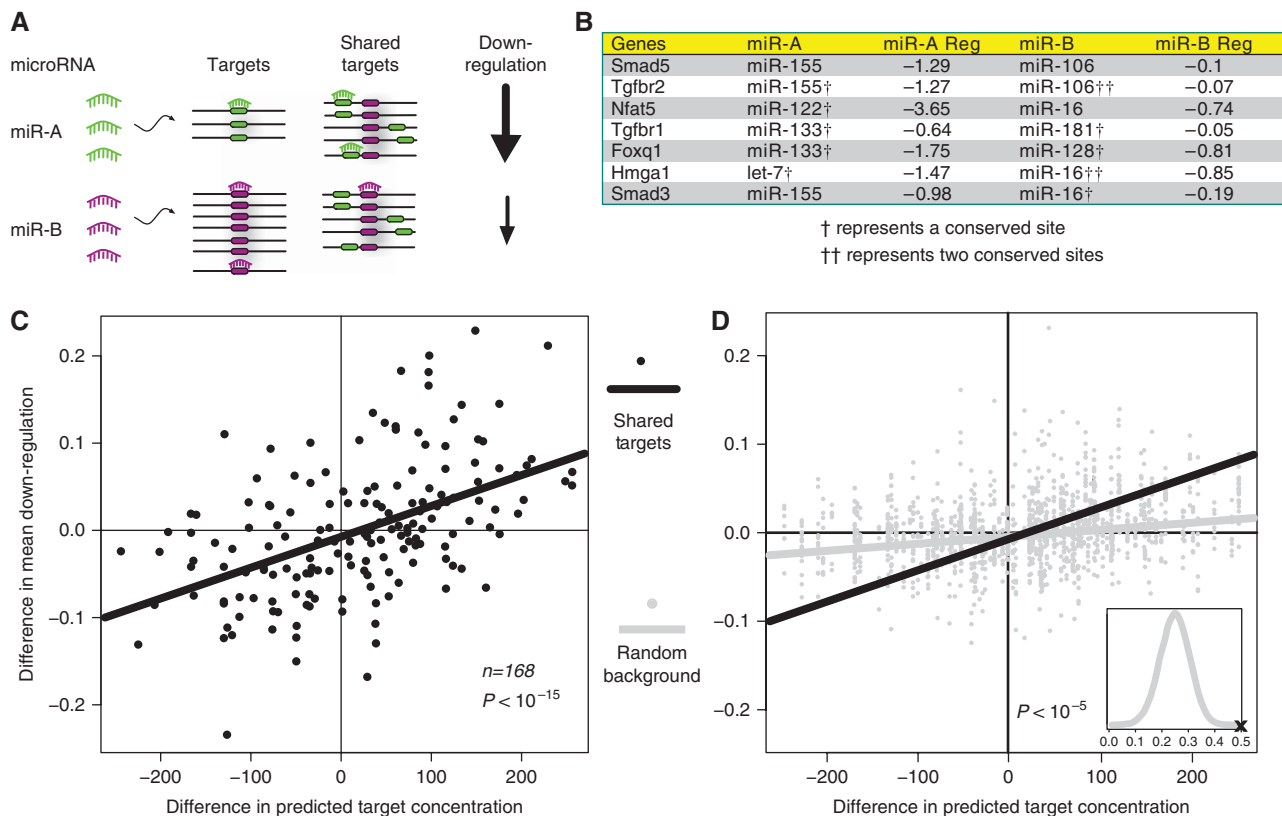 A
microRNA
Targets
Shared
targets
Down-
regulation
miR-A
miR-B
B
Genes miR-A miR-A Reg miR-B miR-B Reg
Smad5 miR-155 −1.29 miR-106 −0.1
Tgfbr2 miR-155† −1.27 miR-106†† −0.07
Nfat5 miR-122† −3.65 miR-16 −0.74
Tgfbr1 miR-133† −0.64 miR-181† −0.05
Foxq1 miR-133† −1.75 miR-128† −0.81
Hmga1 let-7† −1.47 miR-16†† −0.85
Smad3 miR-155 −0.98 miR-16† −0.19
† represents a conserved site
†† represents two conserved sites
C
Difference in mean down-regulation
0.2
0.1
0.0
−0.1
−0.2
n=168
P < 10−15
−200 −100 0 100 200
Difference in predicted target concentration
Shared
targets
Random
background
D
0.2
0.1
0.0
−0.1
−0.2
P < 10−5
0.0 0.1 0.2 0.3 0.4 0.5
x
−200 −100 0 100 200
Difference in predicted target concentration